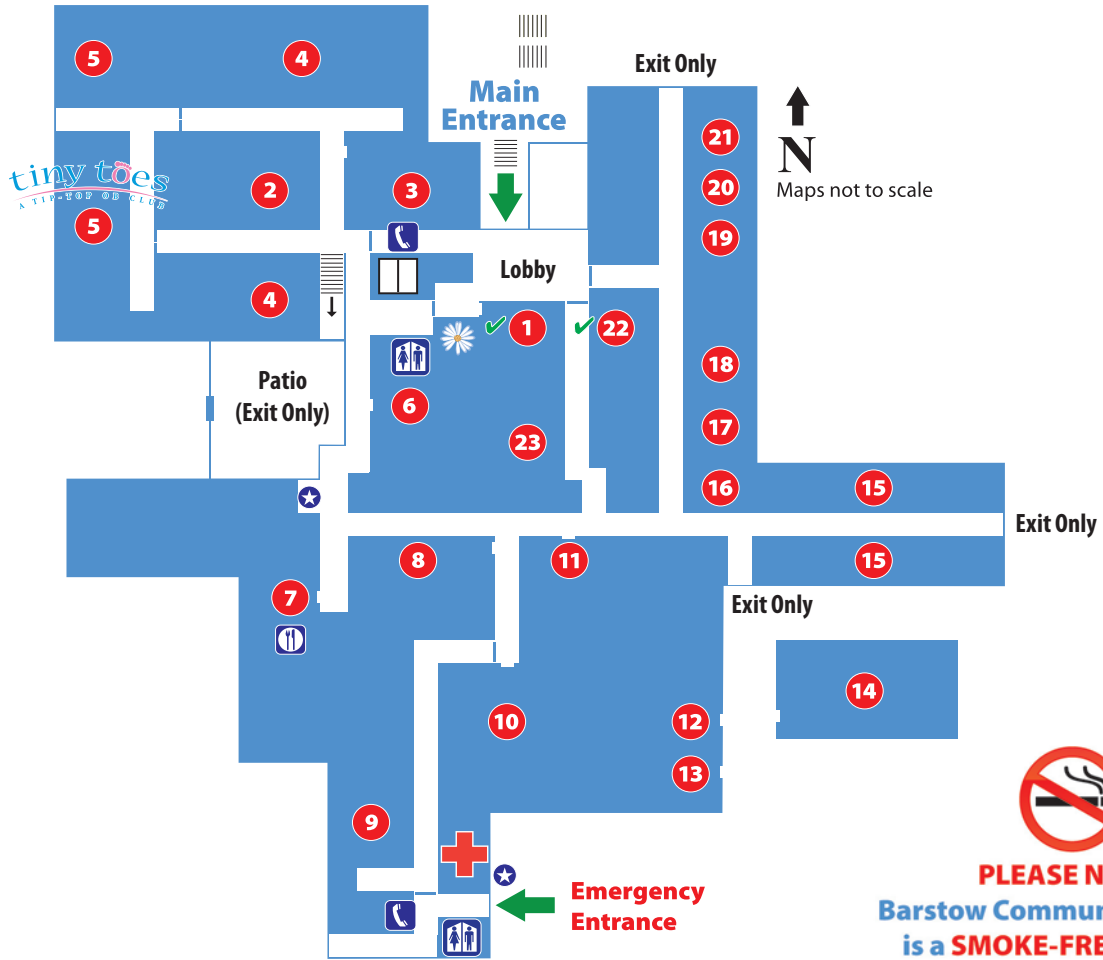 Exit Only
Main
Entrance
5
4
21
N
tiny toes
A TIP-TOP OB CLUB
2
3
20
Maps not to scale
5
19
Lobby
4
1
22
18
Patio
(Exit Only)
6
17
23
16
15
Exit Only
8
11
15
7
Exit Only
14
10
12
13
9
Emergency
Entrance
PLEASE N
Barstow Commun
is a SMOKE-FRE